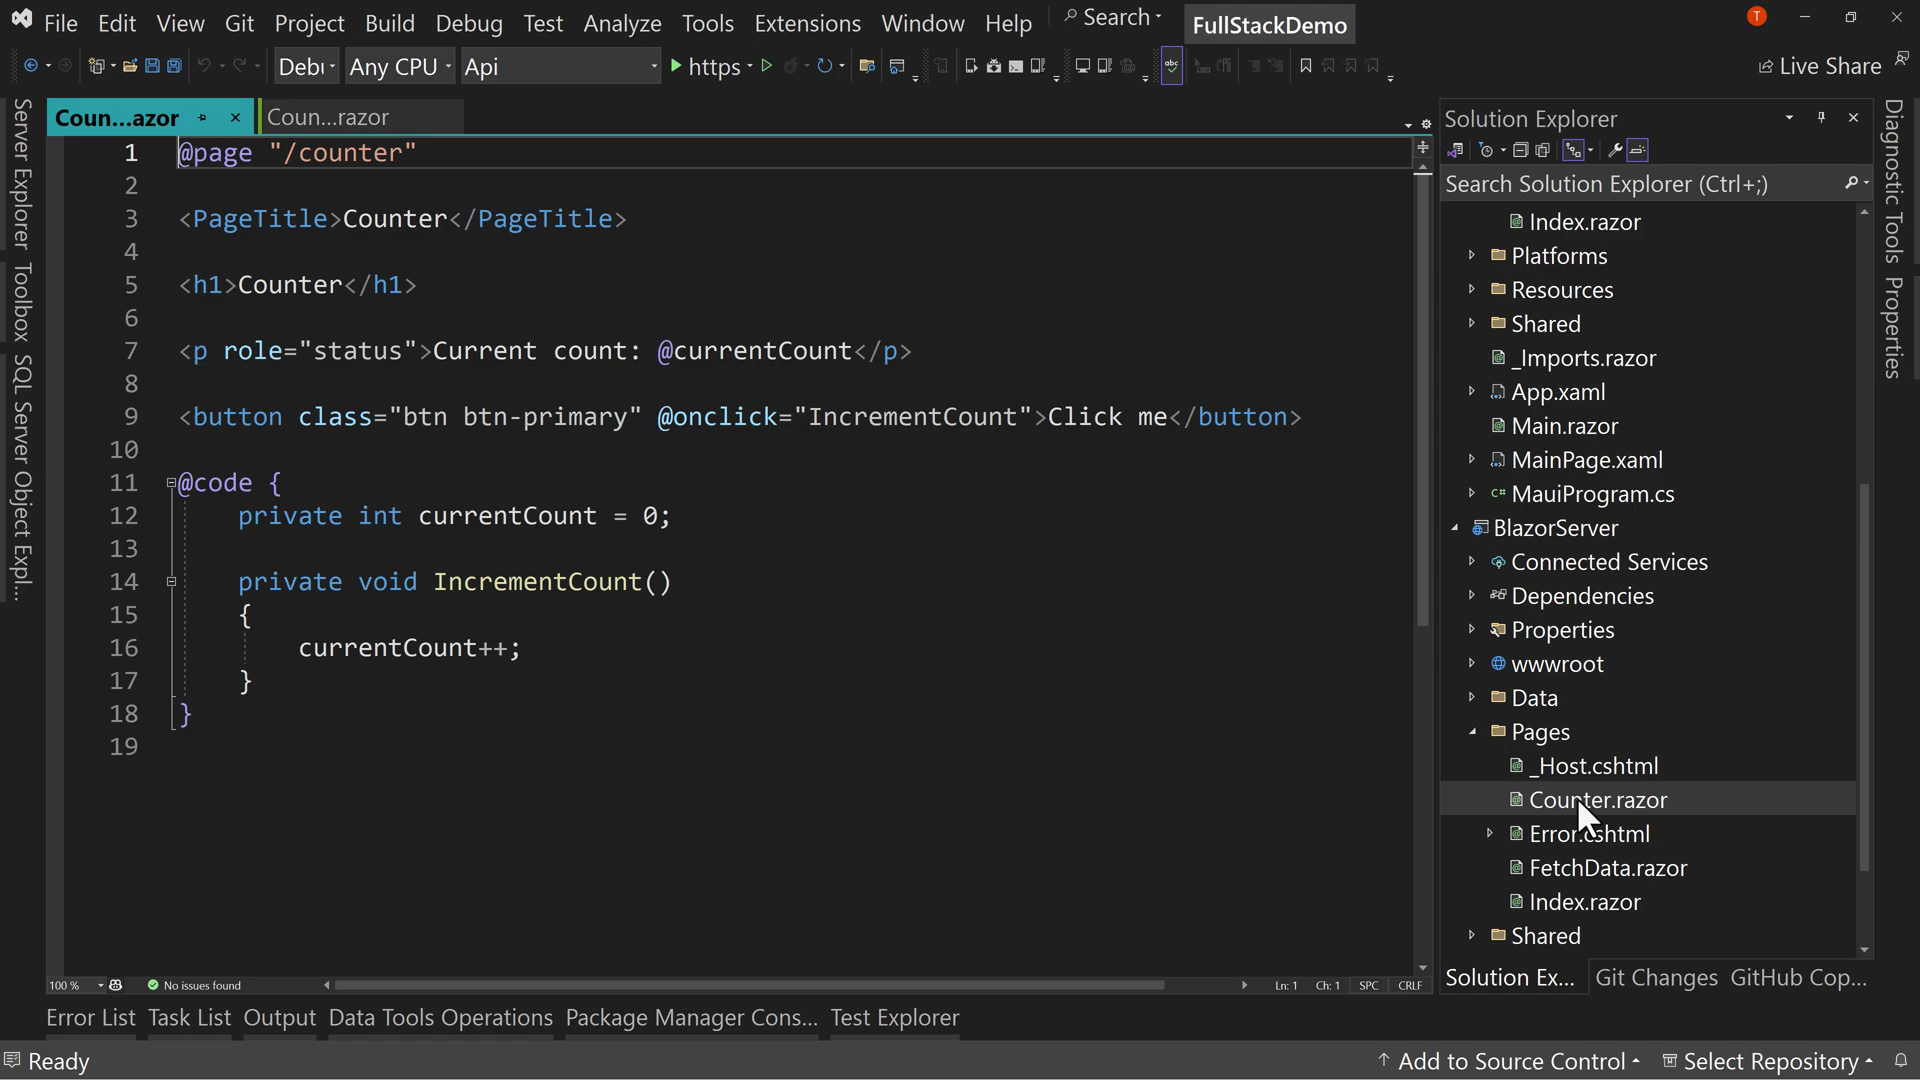 File Edit View Git Project Build Debug Test Analyze Tools Extensions Window Help Search FullStackDemo
Debu Any CPU Api https Live Share
Server Explorer
Toolbox
SQL Server Object Expl...
Coun...azor Coun...razor
1 @page "/counter"
2
3 <PageTitle>Counter</PageTitle>
4
5 <h1>Counter</h1>
6
7 <p role="status">Current count: @currentCount</p>
8
9 <button class="btn btn-primary" @onclick="IncrementCount">Click me</button>
10
11 @code {
12 private int currentCount = 0;
13
14 private void IncrementCount()
15 {
16 currentCount++;
17 }
18 }
19
100 % No issues found Ln: 1 Ch: 1 SPC CRLF
Solution Explorer
Search Solution Explorer (Ctrl+;)
Index.razor
Platforms
Resources
Shared
_Imports.razor
App.xaml
Main.razor
MainPage.xaml
C# MauiProgram.cs
BlazorServer
Connected Services
Dependencies
Properties
wwwroot
Data
Pages
_Host.cshtml
Counter.razor
Error.cshtml
FetchData.razor
Index.razor
Shared
Solution Ex... Git Changes GitHub Cop...
Diagnostic Tools
Properties
Error List Task List Output Data Tools Operations Package Manager Cons... Test Explorer
Ready Add to Source Control Select Repository